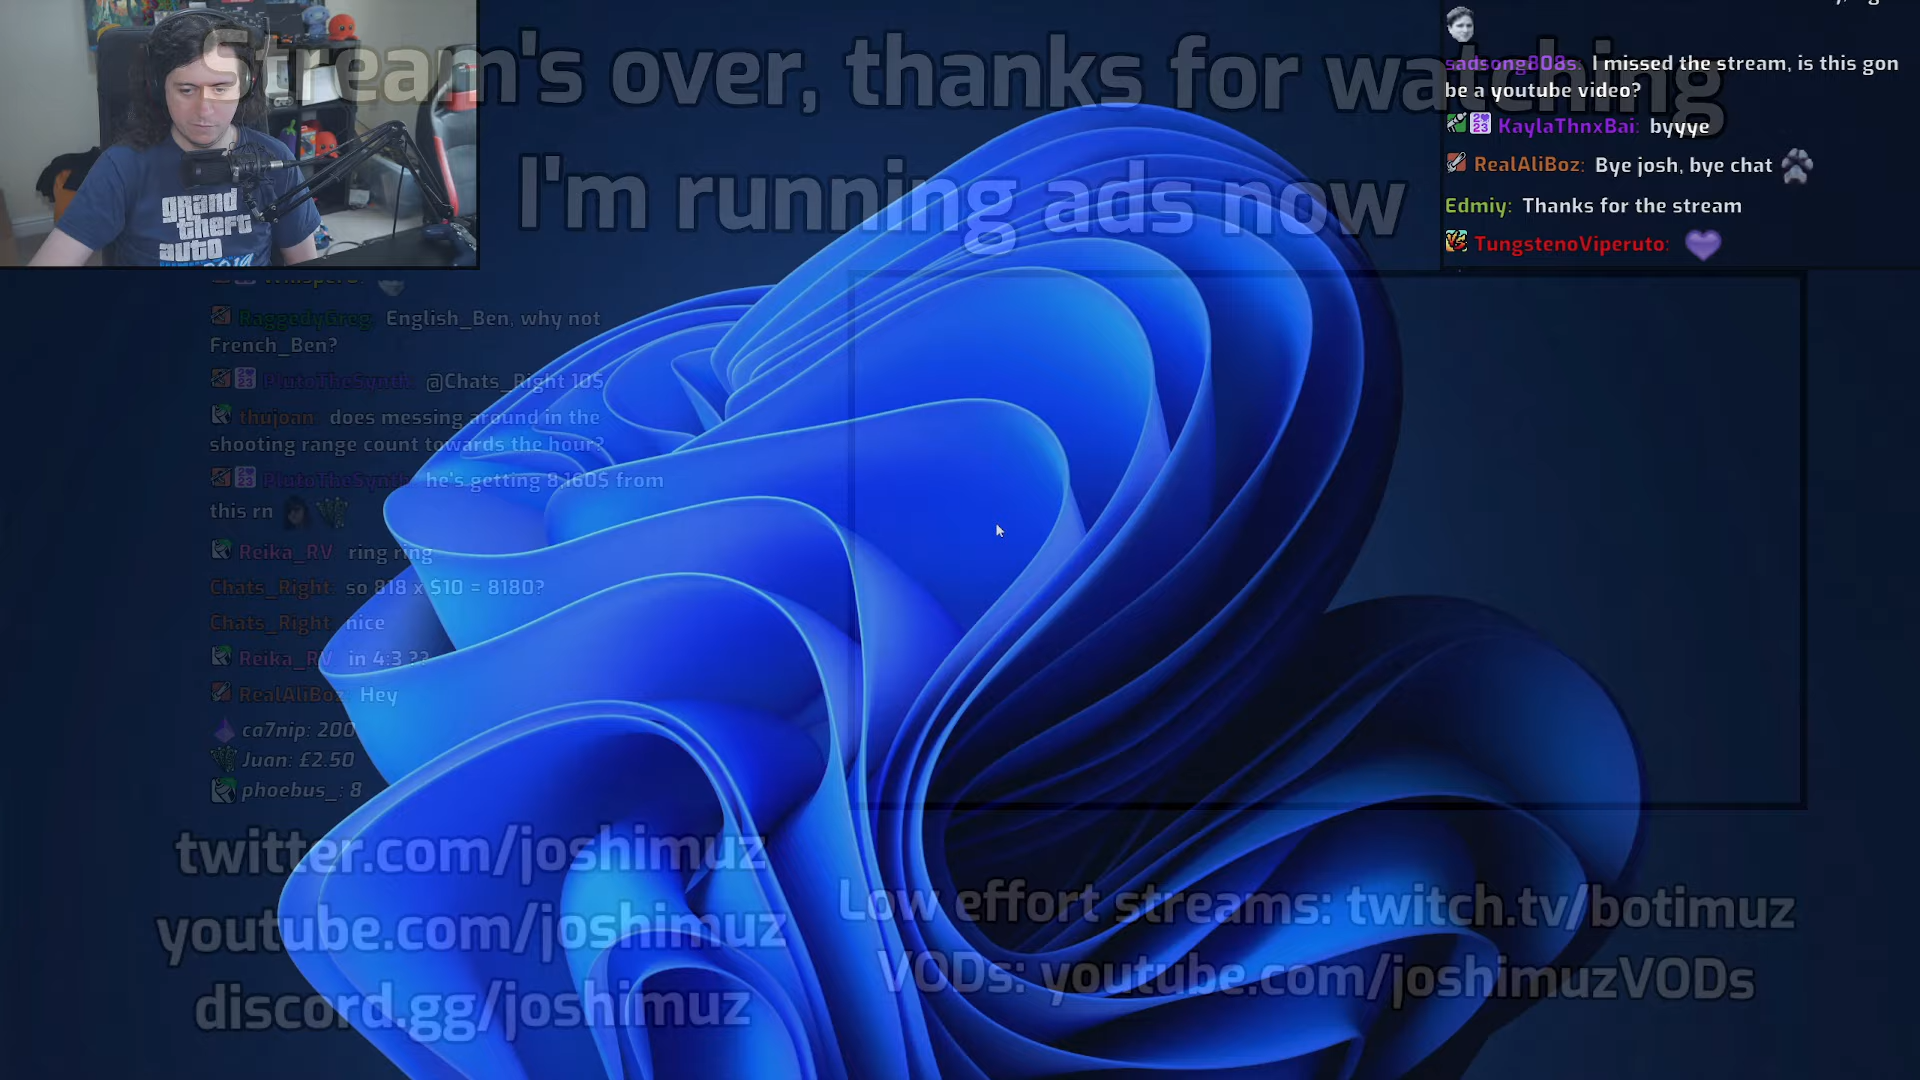 Stream's over, thanks for watching
I'm running ads now
grand
theft
auto
sadsong808s: I missed the stream, is this gon
be a youtube video?
KaylaThnxBai: byyye
RealAliBoz: Bye josh, bye chat
Edmiy: Thanks for the stream
TungstenoViperuto:
RaggedyGreg: English_Ben, why not
French_Ben?
PlutoTheSynth: @Chats_Right 10$
thujoan: does messing around in the
shooting range count towards the hour?
PlutoTheSynth: he's getting 8,160$ from
this rn
Reika_RV ring ring
Chats_Right: so 818 x $10 = 8180?
Chats_Right: nice
Reika_RV in 4:3 ??
RealAliBoz: Hey
ca7nip: 200
Juan: £2.50
phoebus_: 8
twitter.com/joshimuz
youtube.com/joshimuz
discord.gg/joshimuz
Low effort streams: twitch.tv/botimuz
VODs: youtube.com/joshimuzVODs